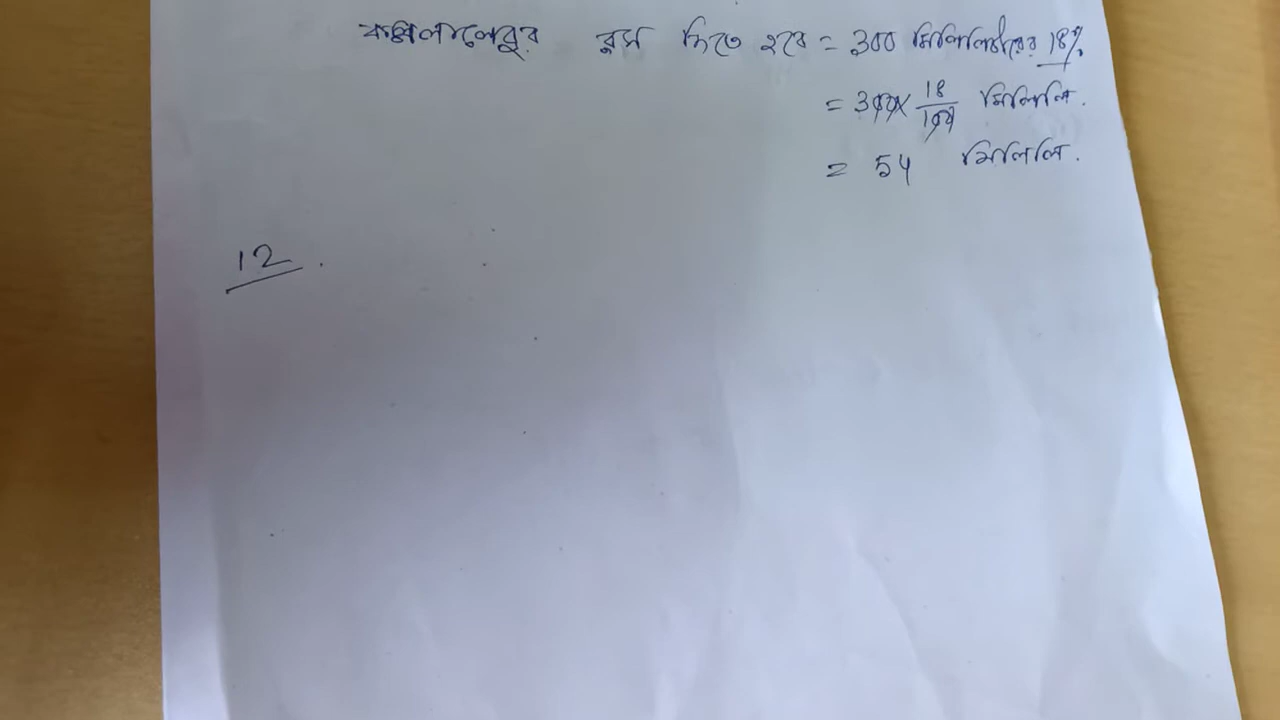 কমলালেবুর রস দিতে হবে = 300 মিলিলিটারের 18%
= 300 × 18/100 মিলিলি.
= 54 মিলিলি.
12.